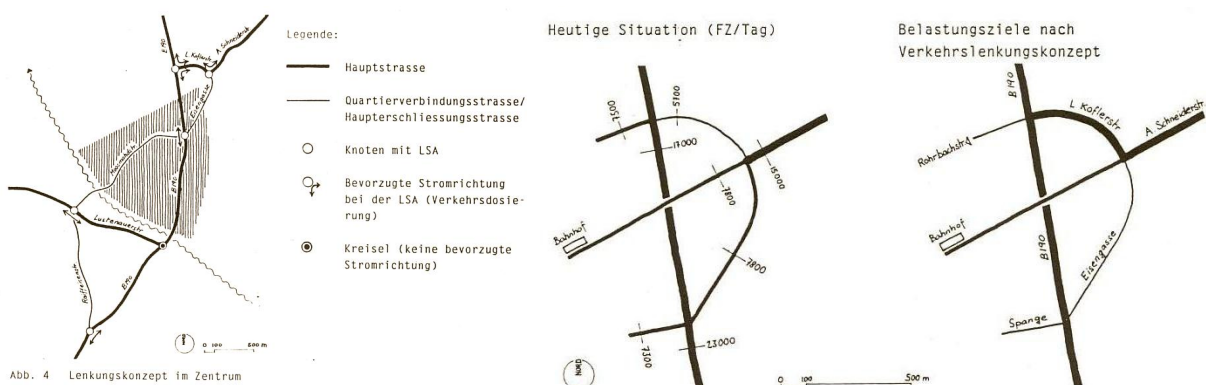 B190
L. Koflerstr
A. Schneiderstr.
Eisengasse
B190
Lustenauerstr
B190
Abb. 4 Lenkungskonzept im Zentrum
0 100 500 m
Legende:
Hauptstrasse
Quartierverbindungsstrasse/
Haupterschliessungsstrasse
Knoten mit LSA
Bevorzugte Stromrichtung
bei der LSA (Verkehrsdosie-
rung)
Kreisel (keine bevorzugte
Stromrichtung)
Heutige Situation (FZ/Tag)
7500
5700
17000
15000
7800
Bahnhof
7800
7300
23000
NORD
0 100 500 m
Belastungsziele nach
Verkehrslenkungskonzept
B190
L. Koflerstr
A. Schneiderstr.
Rohrbachstr.
Bahnhof
B190
Eisengasse
Spange